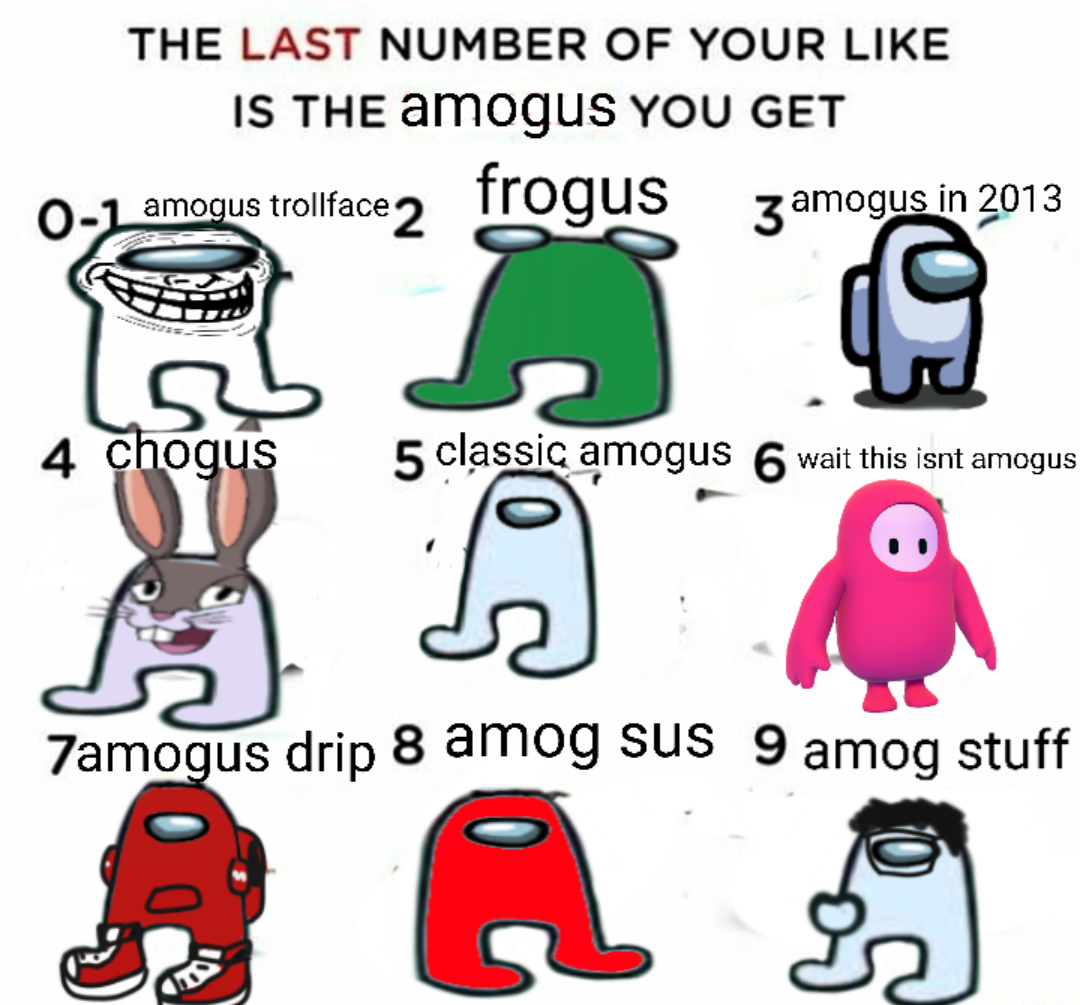 THE LAST NUMBER OF YOUR LIKE
IS THE amogus YOU GET
0-1 amogus trollface
2 frogus
3 amogus in 2013
4 chogus
5 classic amogus
6 wait this isnt amogus
7 amogus drip
8 amog sus
9 amog stuff